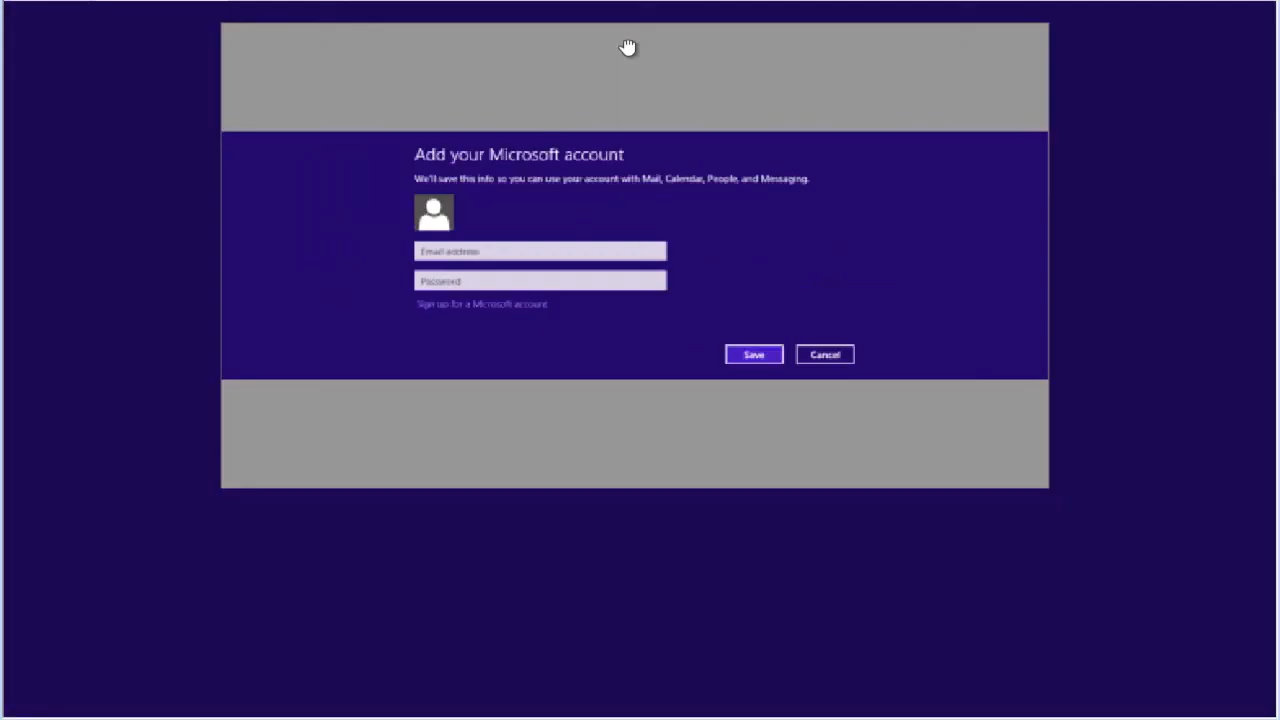 Add your Microsoft account
We'll save this info so you can use your account with Mail, Calendar, People, and Messaging.
Email address
Password
Sign up for a Microsoft account
Save
Cancel